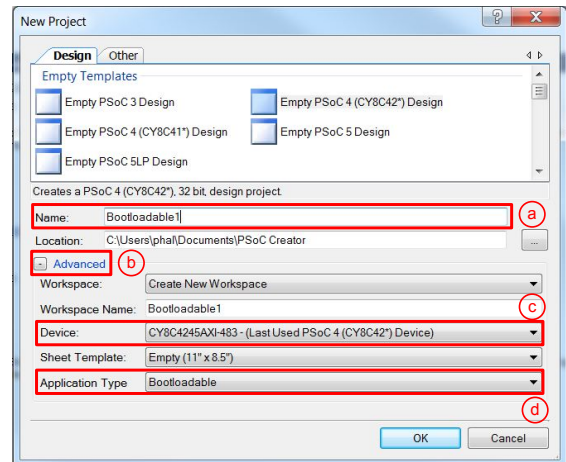 New Project
Design Other
Empty Templates
Empty PSoC 3 Design Empty PSoC 4 (CY8C42*) Design
Empty PSoC 4 (CY8C41*) Design Empty PSoC 5 Design
Empty PSoC 5LP Design
Creates a PSoC 4 (CY8C42*), 32 bit, design project.
Name: Bootloadable1 a
Location: C:\Users\phal\Documents\PSoC Creator ...
- Advanced b
Workspace: Create New Workspace
Workspace Name: Bootloadable1 c
Device: CY8C4245AXI-483 - (Last Used PSoC 4 (CY8C42*) Device)
Sheet Template: Empty (11" x 8.5")
Application Type Bootloadable
d
OK Cancel